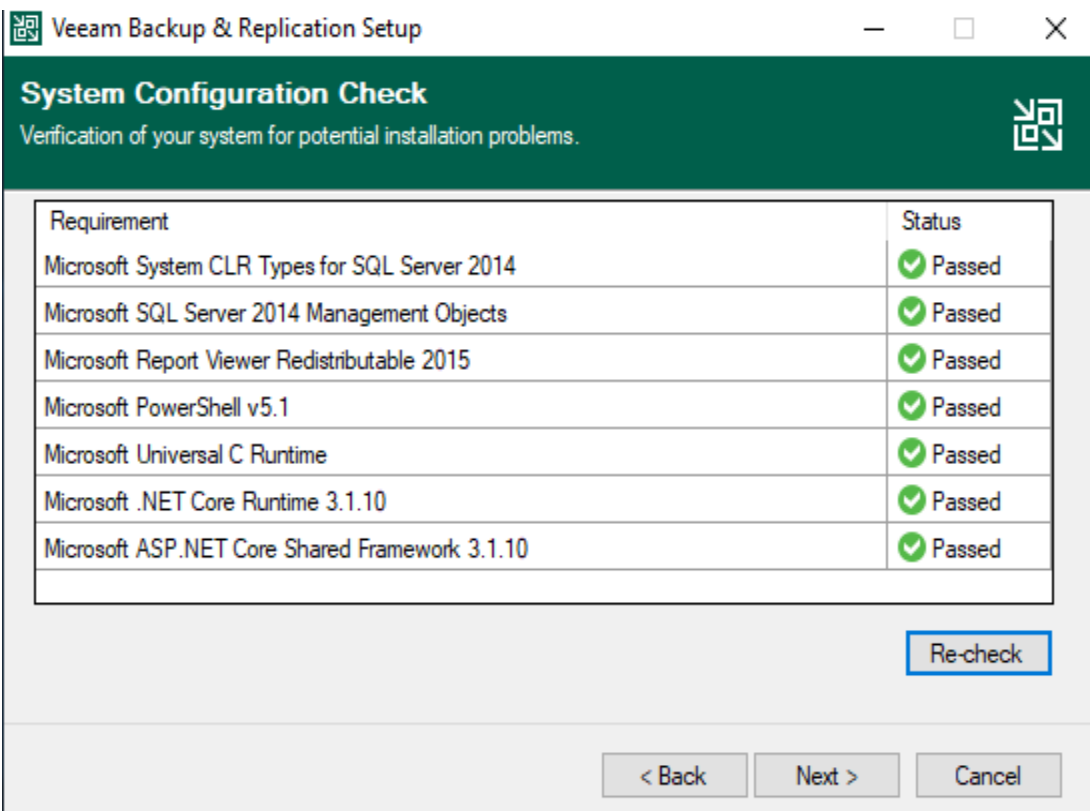 Veeam Backup & Replication Setup
System Configuration Check
Verification of your system for potential installation problems.
Requirement Status
Microsoft System CLR Types for SQL Server 2014 Passed
Microsoft SQL Server 2014 Management Objects Passed
Microsoft Report Viewer Redistributable 2015 Passed
Microsoft PowerShell v5.1 Passed
Microsoft Universal C Runtime Passed
Microsoft .NET Core Runtime 3.1.10 Passed
Microsoft ASP.NET Core Shared Framework 3.1.10 Passed
Re-check
< Back Next > Cancel